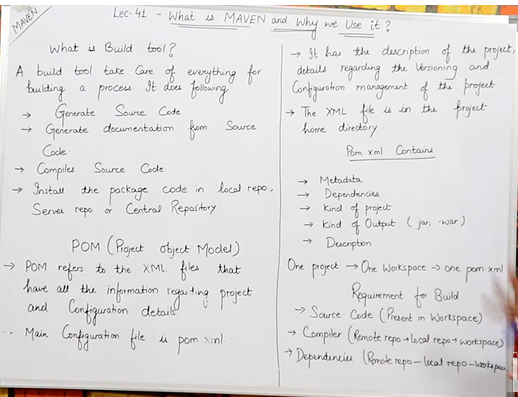 MAVEN
Lec-41 - What is MAVEN and Why we Use it?
What is Build tool?
A build tool take Care of everything for
building a process. It does following
→ Generate Source Code
→ Generate documentation from Source
Code.
→ Compiles Source Code
→ Install the package code in local repo,
Server repo or Central Repository.
POM (Project Object Model)
→ POM refers to the XML files that
have all the information regarding project
and Configuration details
Main Configuration file is pom xml.
→ It has the description of the project,
details regarding the Versioning and
Configuration management of the project.
→ The XML file is in the project
home directory.
Pom xml Contains
→ Metadata
→ Dependencies
→ Kind of project
→ Kind of Output (jar, .war)
→ Description
One project → One Workspace → one pom xml
Requirement for Build
→ Source Code (Present in Workspace)
→ Compiler (Remote repo → local repo → workspace)
→ Dependencies (Remote repo – local repo – workspace